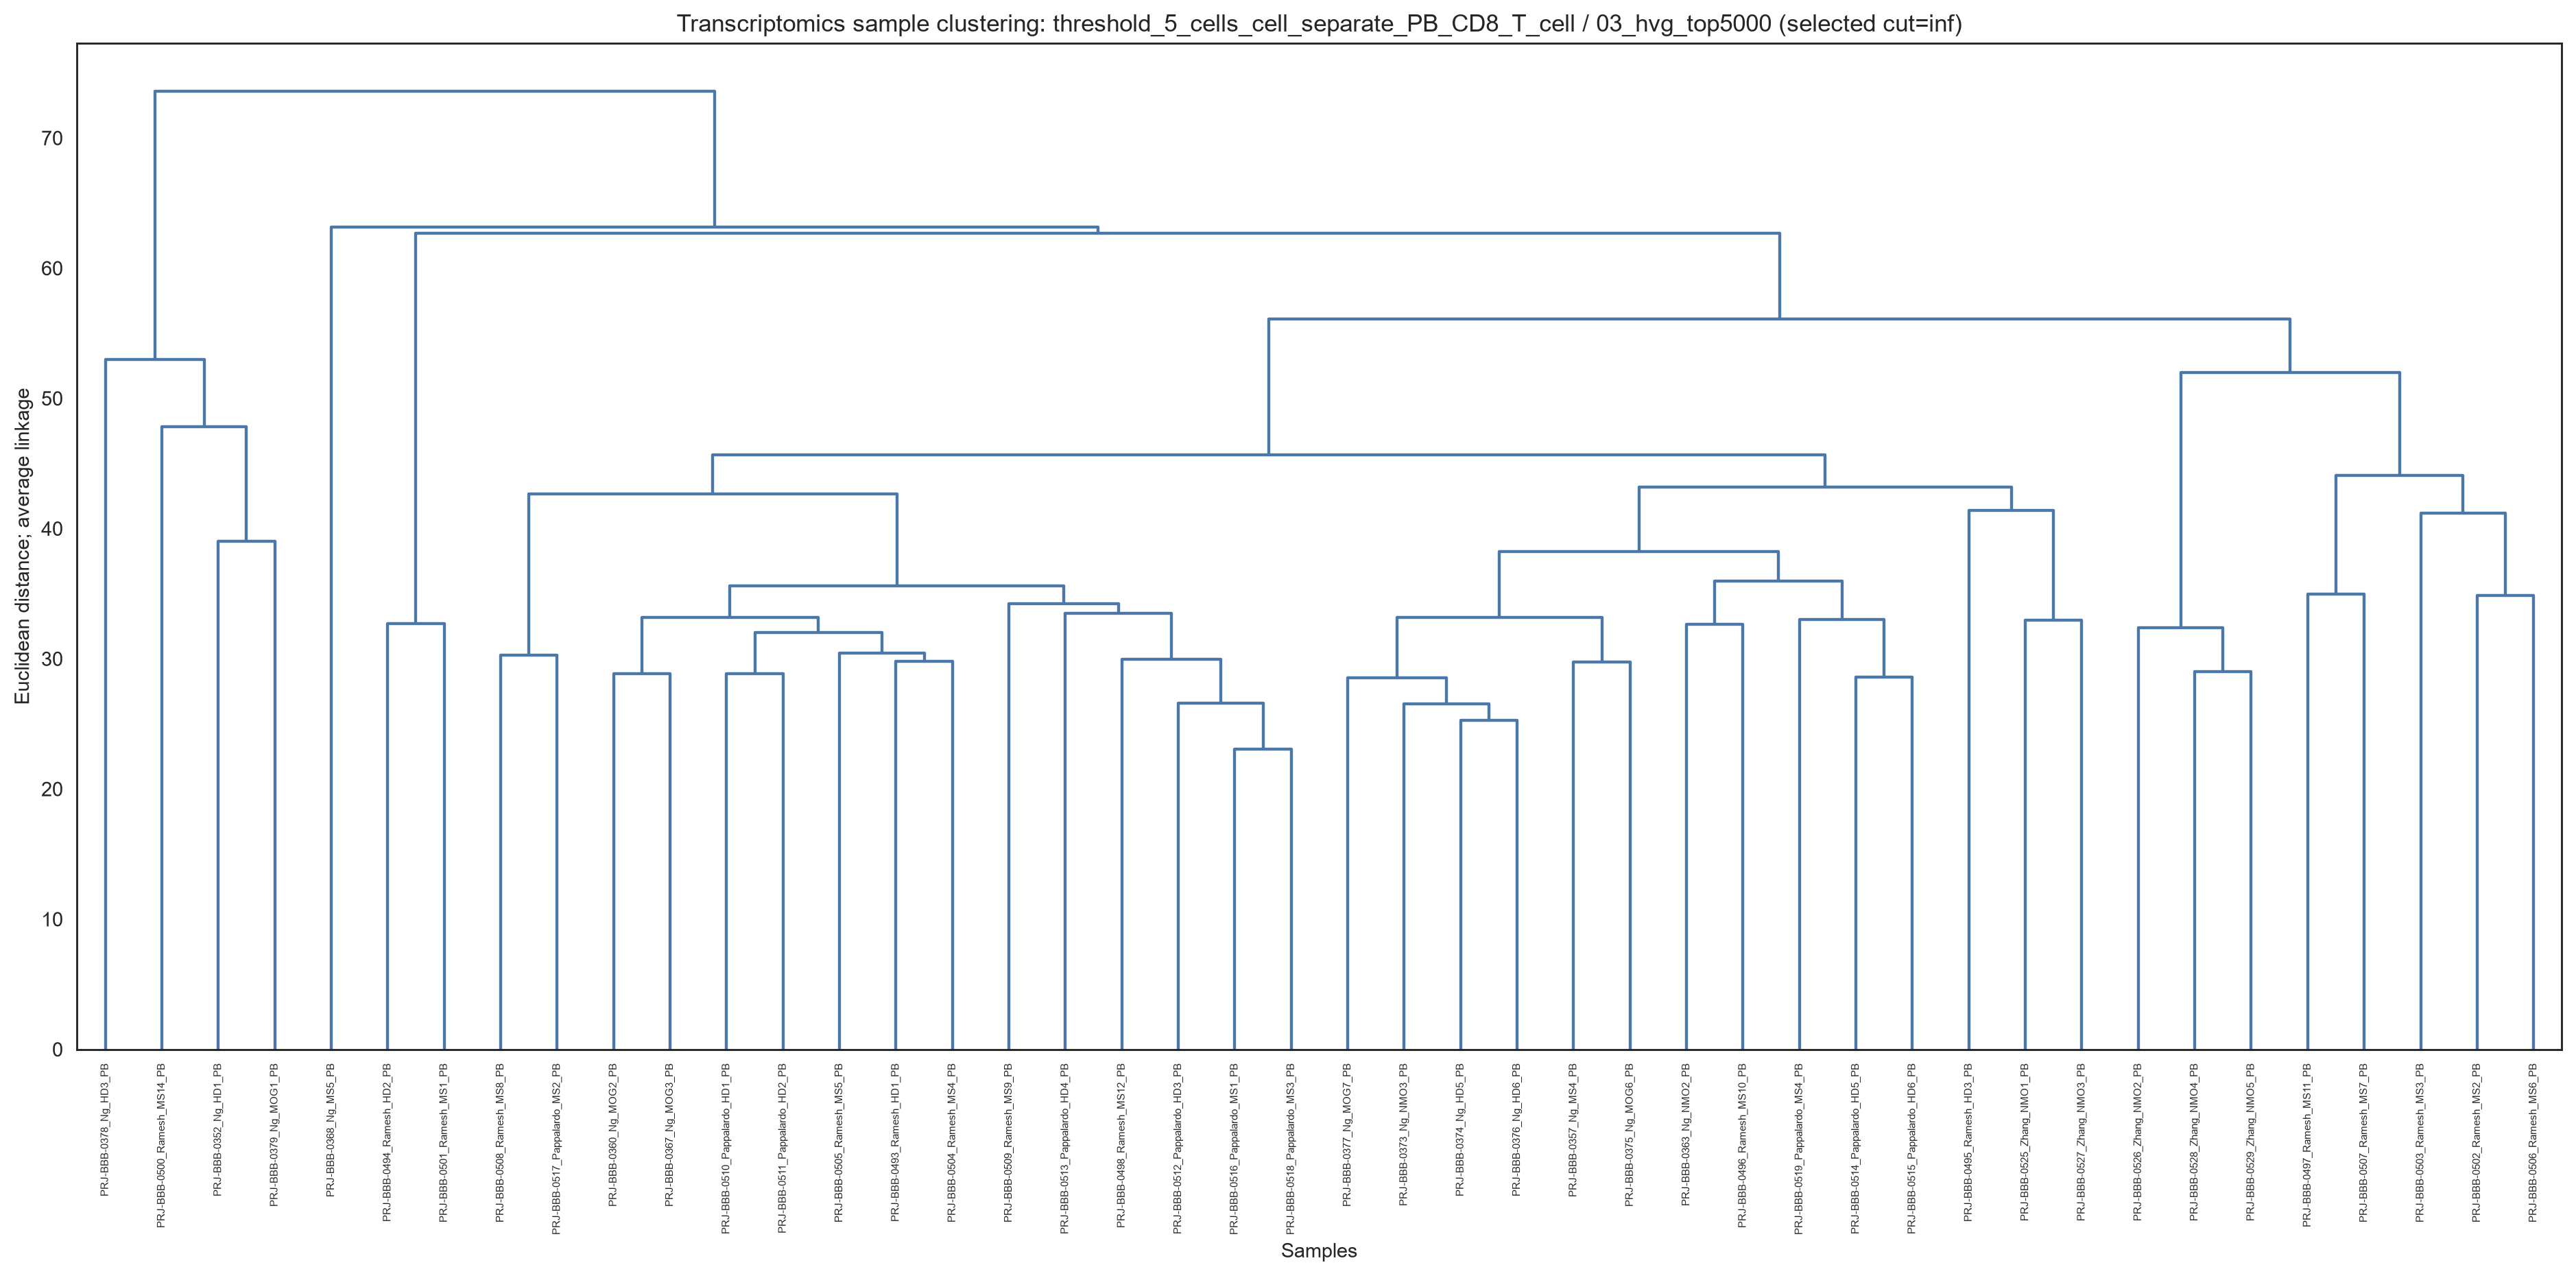 Transcriptomics sample clustering: threshold_5_cells_cell_separate_PB_CD8_T_cell / 03_hvg_top5000 (selected cut=inf)
Euclidean distance; average linkage
70
60
50
40
30
20
10
0
PRJ-BBB-0378_Ng_HD3_PB
PRJ-BBB-0500_Ramesh_MS14_PB
PRJ-BBB-0352_Ng_HD1_PB
PRJ-BBB-0379_Ng_MOG1_PB
PRJ-BBB-0368_Ng_MS5_PB
PRJ-BBB-0494_Ramesh_HD2_PB
PRJ-BBB-0501_Ramesh_MS1_PB
PRJ-BBB-0508_Ramesh_MS8_PB
PRJ-BBB-0517_Pappalardo_MS2_PB
PRJ-BBB-0360_Ng_MOG2_PB
PRJ-BBB-0367_Ng_MOG3_PB
PRJ-BBB-0510_Pappalardo_HD1_PB
PRJ-BBB-0511_Pappalardo_HD2_PB
PRJ-BBB-0505_Ramesh_MS5_PB
PRJ-BBB-0493_Ramesh_HD1_PB
PRJ-BBB-0504_Ramesh_MS4_PB
PRJ-BBB-0509_Ramesh_MS9_PB
PRJ-BBB-0513_Pappalardo_HD4_PB
PRJ-BBB-0498_Ramesh_MS12_PB
PRJ-BBB-0512_Pappalardo_HD3_PB
PRJ-BBB-0516_Pappalardo_MS1_PB
PRJ-BBB-0518_Pappalardo_MS3_PB
PRJ-BBB-0377_Ng_MOG7_PB
PRJ-BBB-0373_Ng_NMO3_PB
PRJ-BBB-0374_Ng_HD5_PB
PRJ-BBB-0376_Ng_HD6_PB
PRJ-BBB-0357_Ng_MS4_PB
PRJ-BBB-0375_Ng_MOG6_PB
PRJ-BBB-0363_Ng_NMO2_PB
PRJ-BBB-0496_Ramesh_MS10_PB
PRJ-BBB-0519_Pappalardo_MS4_PB
PRJ-BBB-0514_Pappalardo_HD5_PB
PRJ-BBB-0515_Pappalardo_HD6_PB
PRJ-BBB-0495_Ramesh_HD3_PB
PRJ-BBB-0525_Zhang_NMO1_PB
PRJ-BBB-0527_Zhang_NMO3_PB
PRJ-BBB-0526_Zhang_NMO2_PB
PRJ-BBB-0528_Zhang_NMO4_PB
PRJ-BBB-0529_Zhang_NMO5_PB
PRJ-BBB-0497_Ramesh_MS11_PB
PRJ-BBB-0507_Ramesh_MS7_PB
PRJ-BBB-0503_Ramesh_MS3_PB
PRJ-BBB-0502_Ramesh_MS2_PB
PRJ-BBB-0506_Ramesh_MS6_PB
Samples